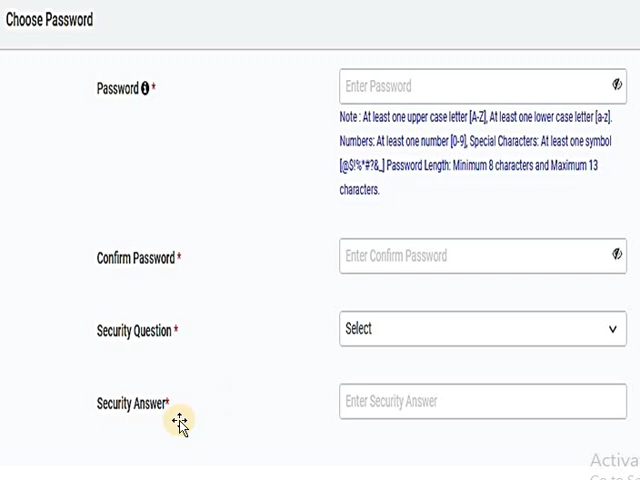 Choose Password
Password * Enter Password
Note : At least one upper case letter [A-Z], At least one lower case letter [a-z].
Numbers: At least one number [0-9], Special Characters: At least one symbol
[@$!%*#?&_] Password Length: Minimum 8 characters and Maximum 13
characters.
Confirm Password * Enter Confirm Password
Security Question * Select
Security Answer* Enter Security Answer
Activa